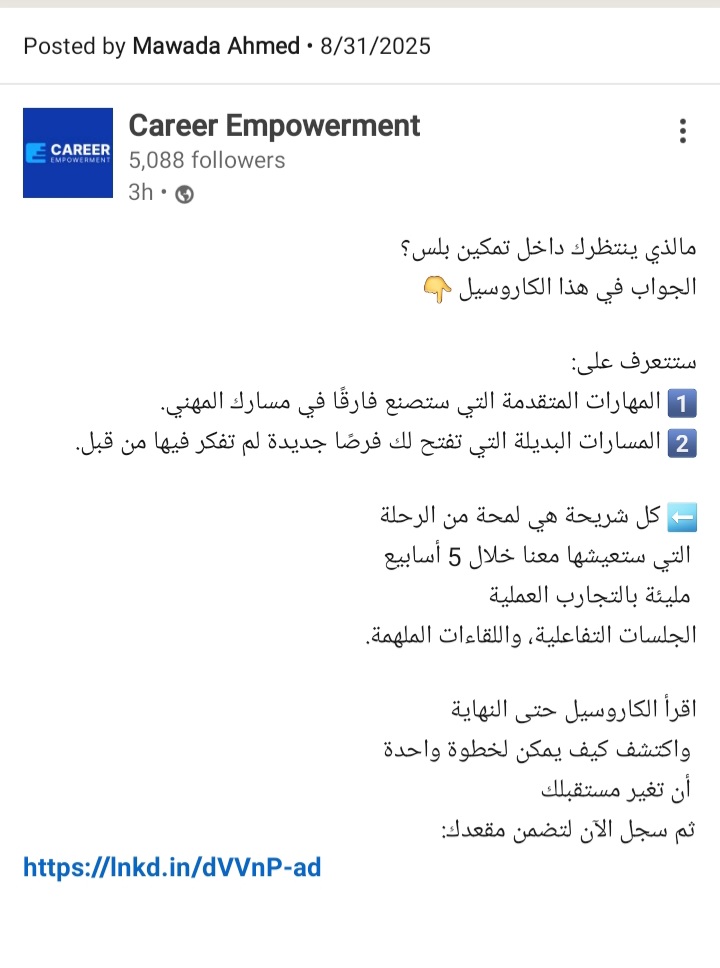 Posted by Mawada Ahmed • 8/31/2025
CAREER
EMPOWERMENT
Career Empowerment
5,088 followers
3h •
مالذي ينتظرك داخل تمكين بلس؟
الجواب في هذا الكاروسيل 👇
ستتعرف على:
1️⃣ المهارات المتقدمة التي ستصنع فارقًا في مسارك المهني.
2️⃣ المسارات البديلة التي تفتح لك فرصًا جديدة لم تفكر فيها من قبل.
⬅️ كل شريحة هي لمحة من الرحلة
التي ستعيشها معنا خلال 5 أسابيع
مليئة بالتجارب العملية
الجلسات التفاعلية، واللقاءات الملهمة.
اقرأ الكاروسيل حتى النهاية
واكتشف كيف يمكن لخطوة واحدة
أن تغير مستقبلك
ثم سجل الآن لتضمن مقعدك:
https://lnkd.in/dVVnP-ad